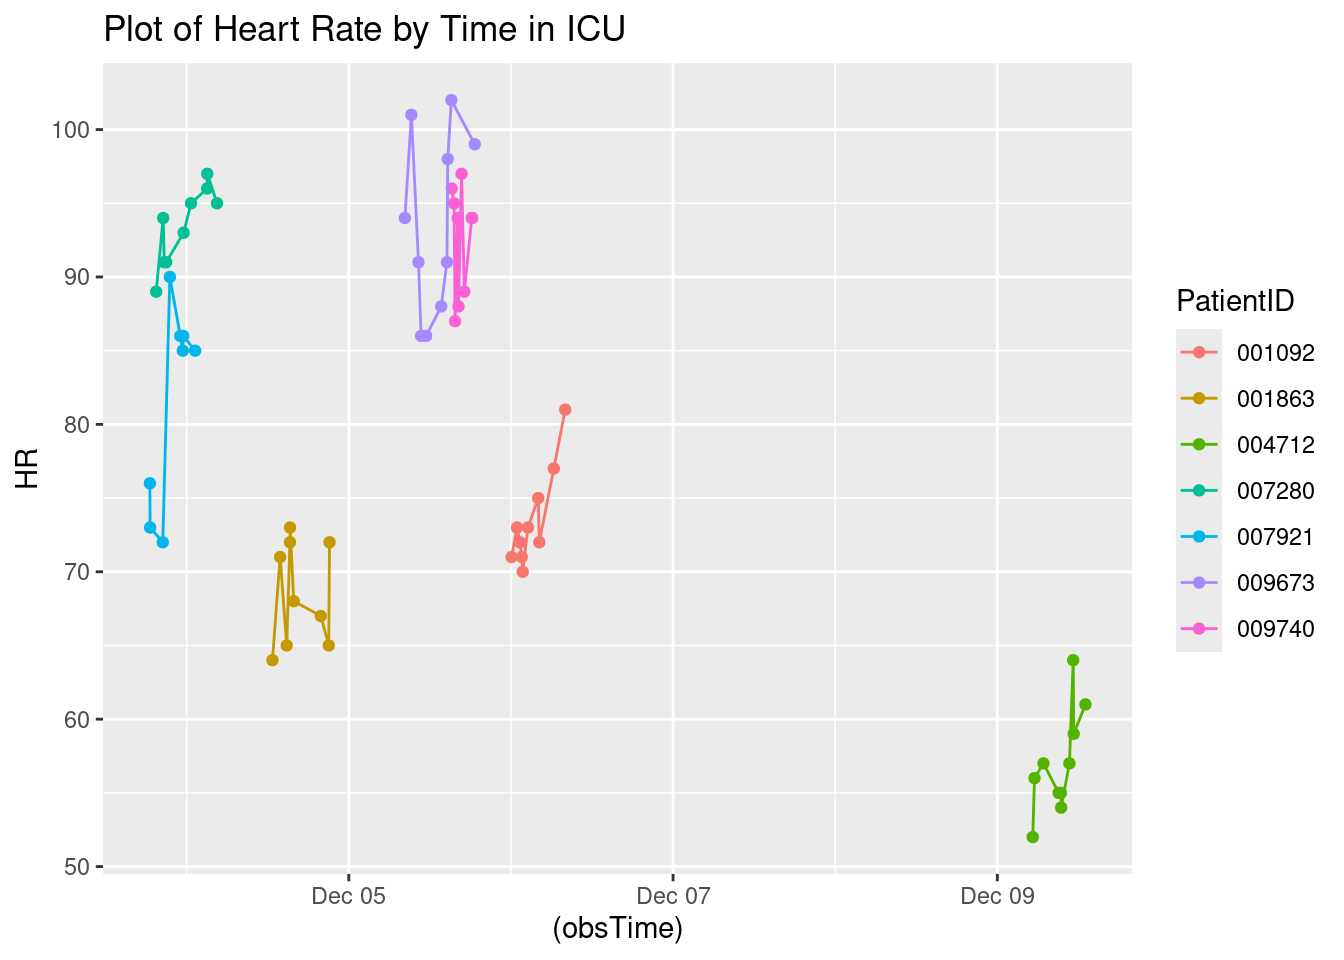 Plot of Heart Rate by Time in ICU
100
90
80
70
60
50
HR
Dec 05
Dec 07
Dec 09
(obsTime)
PatientID
001092
001863
004712
007280
007921
009673
009740